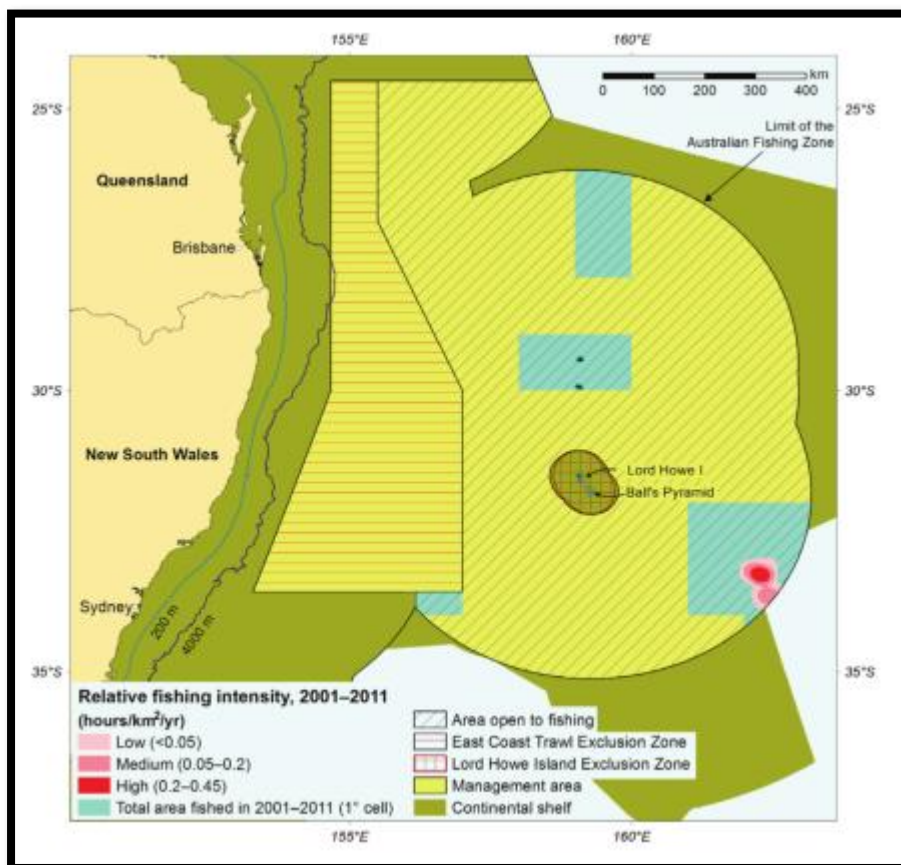 155°E 160°E
km
0 100 200 300 400
25°S 25°S
Limit of the
Australian Fishing Zone
Queensland
Brisbane
30°S 30°S
New South Wales
Lord Howe I
Ball's Pyramid
Sydney
200 m
4000 m
35°S 35°S
Relative fishing intensity, 2001–2011
(hours/km²/yr)
Low (<0.05)
Medium (0.05–0.2)
High (0.2–0.45)
Total area fished in 2001–2011 (1° cell)
Area open to fishing
East Coast Trawl Exclusion Zone
Lord Howe Island Exclusion Zone
Management area
Continental shelf
155°E 160°E